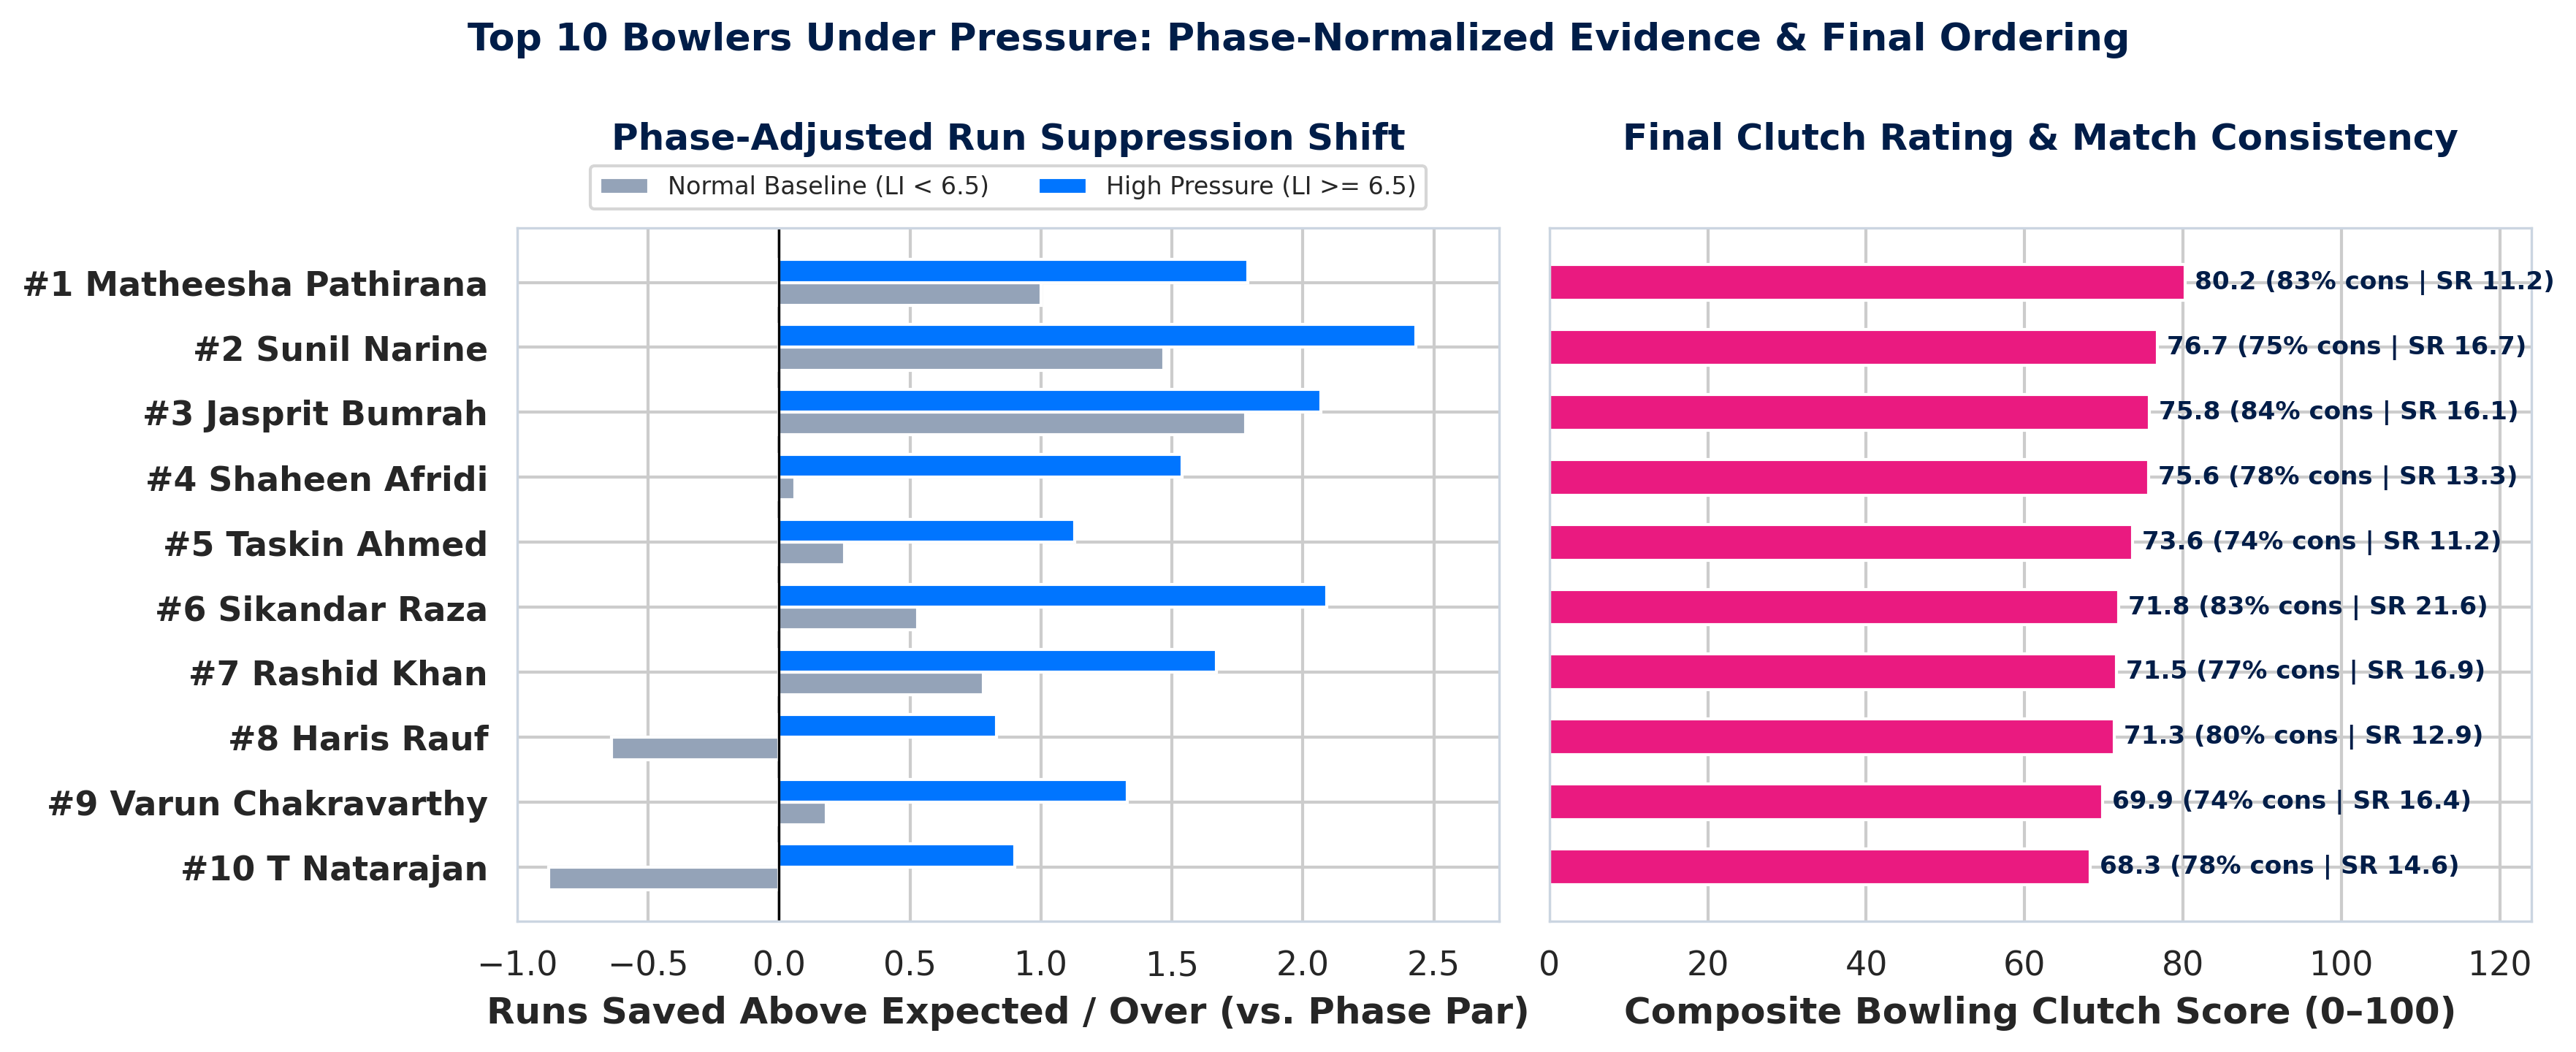 Top 10 Bowlers Under Pressure: Phase-Normalized Evidence & Final Ordering
Phase-Adjusted Run Suppression Shift
Normal Baseline (LI < 6.5)
High Pressure (LI >= 6.5)
#1 Matheesha Pathirana
#2 Sunil Narine
#3 Jasprit Bumrah
#4 Shaheen Afridi
#5 Taskin Ahmed
#6 Sikandar Raza
#7 Rashid Khan
#8 Haris Rauf
#9 Varun Chakravarthy
#10 T Natarajan
−1.0 −0.5 0.0 0.5 1.0 1.5 2.0 2.5
Runs Saved Above Expected / Over (vs. Phase Par)
Final Clutch Rating & Match Consistency
80.2 (83% cons | SR 11.2)
76.7 (75% cons | SR 16.7)
75.8 (84% cons | SR 16.1)
75.6 (78% cons | SR 13.3)
73.6 (74% cons | SR 11.2)
71.8 (83% cons | SR 21.6)
71.5 (77% cons | SR 16.9)
71.3 (80% cons | SR 12.9)
69.9 (74% cons | SR 16.4)
68.3 (78% cons | SR 14.6)
0 20 40 60 80 100 120
Composite Bowling Clutch Score (0–100)